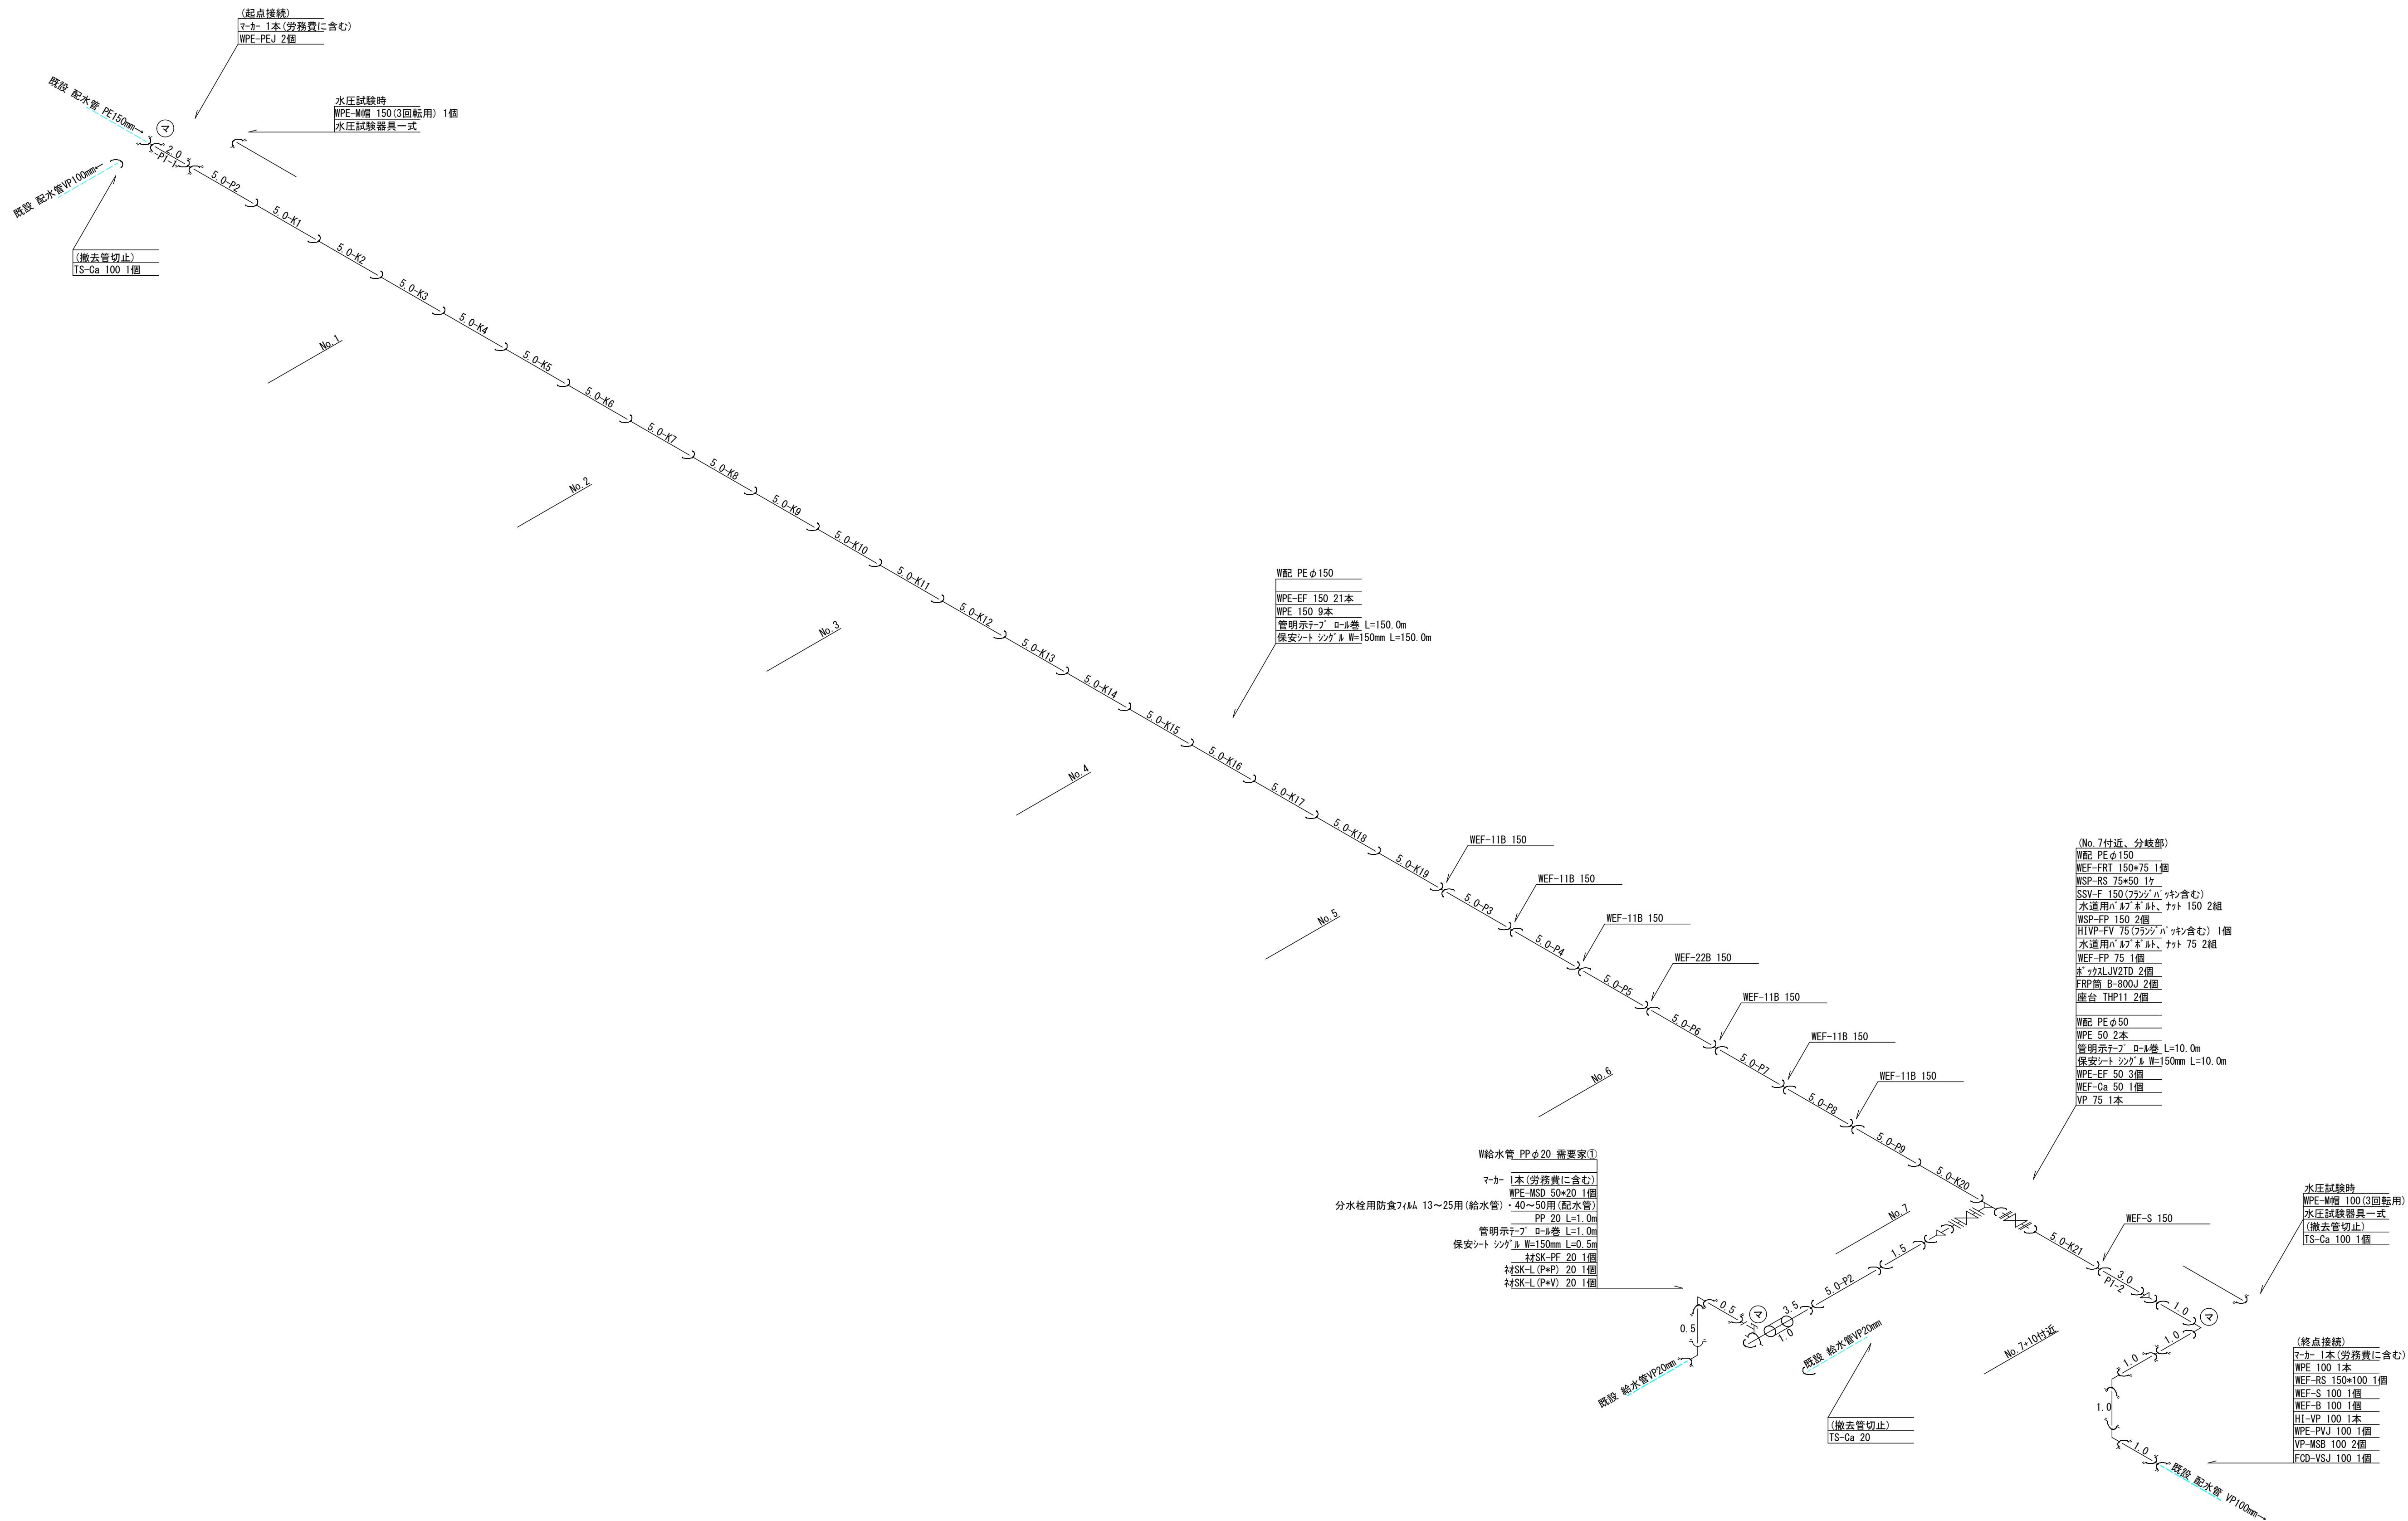 (起点接続)
ﾏｰｶｰ 1本(労務費に含む)
WPE-PEJ 2個
既設 配水管 PE150mm→
マ
水圧試験時
WPE-M帽 150(3回転用) 1個
水圧試験器具一式
2.0
P1-1
既設 配水管VP100mm←
(撤去管切止)
TS-Ca 100 1個
5.0-P2
5.0-K1
5.0-K2
5.0-K3
5.0-K4
5.0-K5
5.0-K6
5.0-K7
5.0-K8
5.0-K9
5.0-K10
5.0-K11
5.0-K12
5.0-K13
5.0-K14
5.0-K15
5.0-K16
5.0-K17
5.0-K18
5.0-K19
No.1
No.2
No.3
No.4
No.5
No.6
No.7
No.7+10付近
W配 PEφ150
WPE-EF 150 21本
WPE 150 9本
管明示ﾃｰﾌﾟ ﾛｰﾙ巻 L=150.0m
保安ｼｰﾄ ｼﾝｸﾞﾙ W=150mm L=150.0m
WEF-11B 150
5.0-P3
WEF-11B 150
5.0-P4
WEF-11B 150
5.0-P5
WEF-22B 150
5.0-P6
WEF-11B 150
5.0-P7
WEF-11B 150
5.0-P8
WEF-11B 150
5.0-P9
5.0-K20
(No.7付近、分岐部)
W配 PEφ150
WEF-FRT 150*75 1個
WSP-RS 75*50 1ｹ
SSV-F 150(ﾌﾗﾝｼﾞﾊﾟｯｷﾝ含む)
水道用ﾊﾞﾙﾌﾞﾎﾞﾙﾄ、ﾅｯﾄ 150 2組
WSP-FP 150 2個
HIVP-FV 75(ﾌﾗﾝｼﾞﾊﾟｯｷﾝ含む) 1個
水道用ﾊﾞﾙﾌﾞﾎﾞﾙﾄ、ﾅｯﾄ 75 2組
WEF-FP 75 1個
ﾎﾞｯｸｽLJV2TD 2個
FRP筒 B-800J 2個
座台 THP11 2個
W配 PEφ50
WPE 50 2本
管明示ﾃｰﾌﾟ ﾛｰﾙ巻 L=10.0m
保安ｼｰﾄ ｼﾝｸﾞﾙ W=150mm L=10.0m
WPE-EF 50 3個
WEF-Ca 50 1個
VP 75 1本
W給水管 PPφ20 需要家①
ﾏｰｶｰ 1本(労務費に含む)
WPE-MSD 50*20 1個
分水栓用防食ﾌｨﾙﾑ 13～25用(給水管)・40～50用(配水管)
PP 20 L=1.0m
管明示ﾃｰﾌﾟ ﾛｰﾙ巻 L=1.0m
保安ｼｰﾄ ｼﾝｸﾞﾙ W=150mm L=0.5m
ﾈｵSK-PF 20 1個
ﾈｵSK-L(P*P) 20 1個
ﾈｵSK-L(P*V) 20 1個
1.5
5.0-P2
3.5
1.0
マ
0.5
0.5
既設 給水管VP20mm
既設 給水管VP20mm
(撤去管切止)
TS-Ca 20
5.0-K21
WEF-S 150
3.0
P1-2
1.0
マ
1.0
1.0
1.0
1.0
既設 配水管 VP100mm→
水圧試験時
WPE-M帽 100(3回転用)
水圧試験器具一式
(撤去管切止)
TS-Ca 100 1個
(終点接続)
ﾏｰｶｰ 1本(労務費に含む)
WPE 100 1本
WEF-RS 150*100 1個
WEF-S 100 1個
WEF-B 100 1個
HI-VP 100 1本
WPE-PVJ 100 1個
VP-MSB 100 2個
FCD-VSJ 100 1個